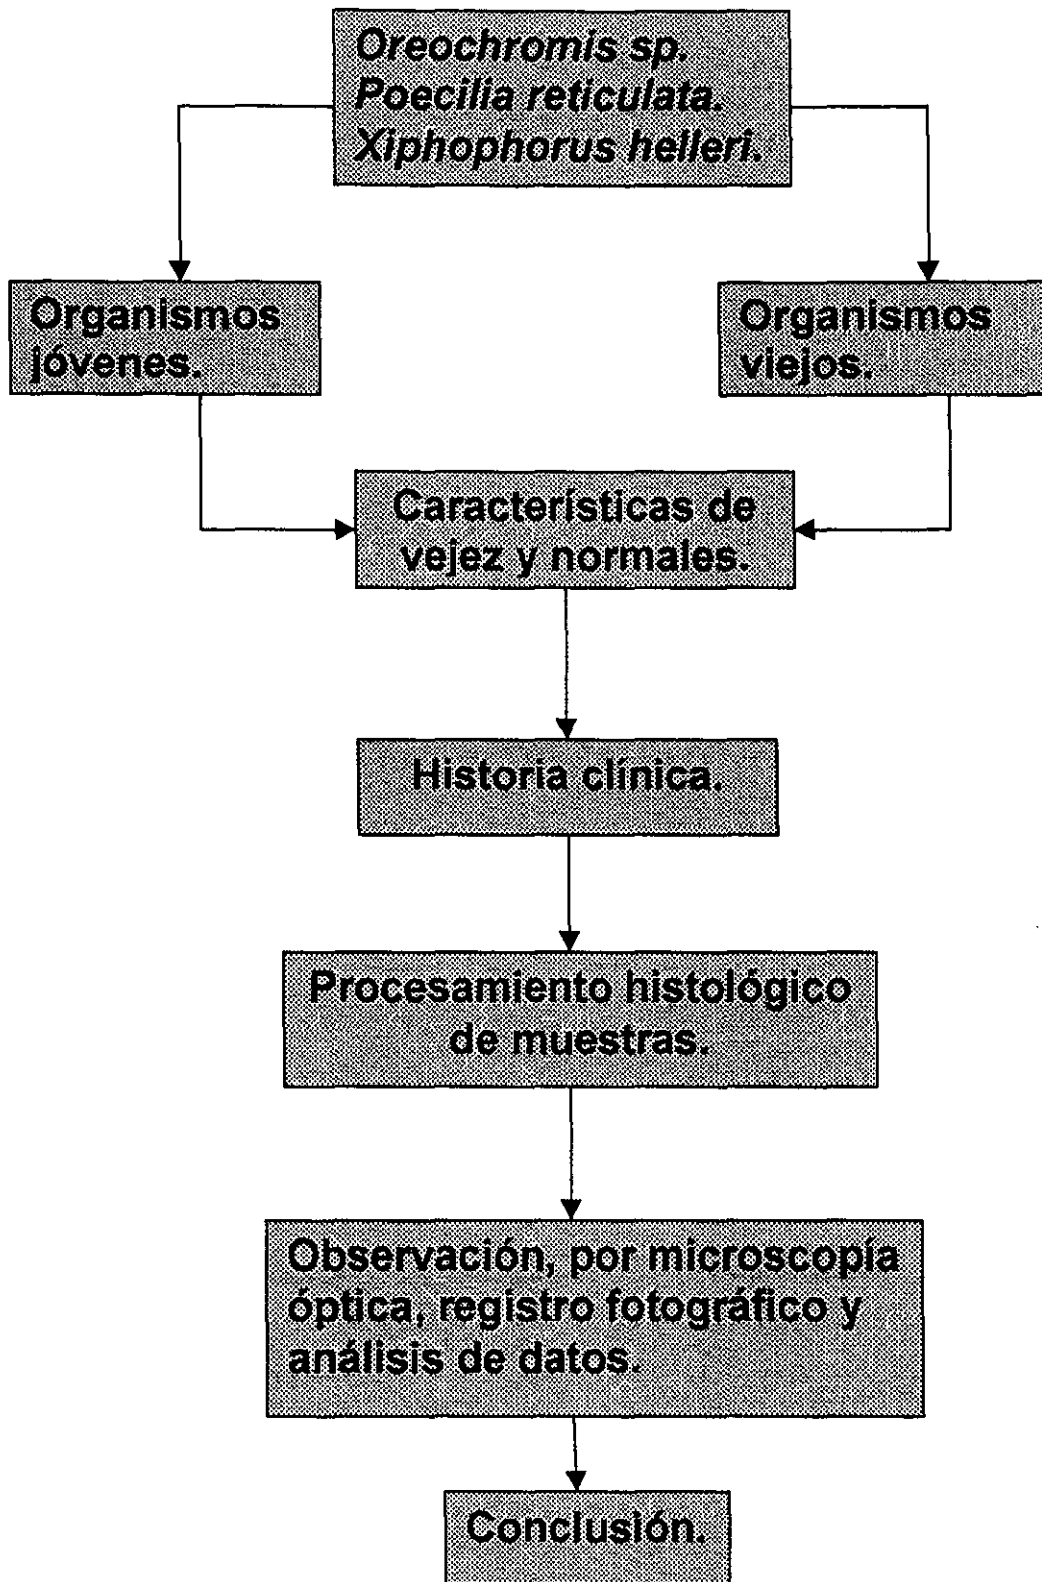 Oreochromis sp.
Poecilia reticulata.
Xiphophorus helleri.
Organismos
jóvenes.
Organismos
viejos.
Características de
vejez y normales.
Historia clínica.
Procesamiento histológico
de muestras.
Observación, por microscopía
óptica, registro fotográfico y
análisis de datos.
Conclusión.